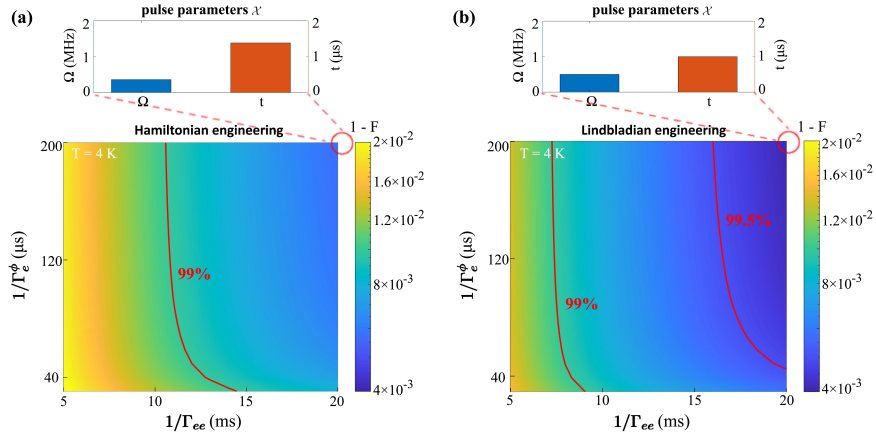 (a)
pulse parameters 𝒳
Ω (MHz)
2
1
0
Ω
t
2
1
0
t (μs)
Hamiltonian engineering
1 - F
T = 4 K
99%
200
120
40
1/Γ_e^ϕ (μs)
5
10
15
20
1/Γ_ee (ms)
2×10⁻²
1.6×10⁻²
1.2×10⁻²
8×10⁻³
4×10⁻³
(b)
pulse parameters 𝒳
Ω (MHz)
2
1
0
Ω
t
2
1
0
t (μs)
Lindbladian engineering
1 - F
T = 4 K
99%
99.5%
200
120
40
1/Γ_e^ϕ (μs)
5
10
15
20
1/Γ_ee (ms)
2×10⁻²
1.6×10⁻²
1.2×10⁻²
8×10⁻³
4×10⁻³